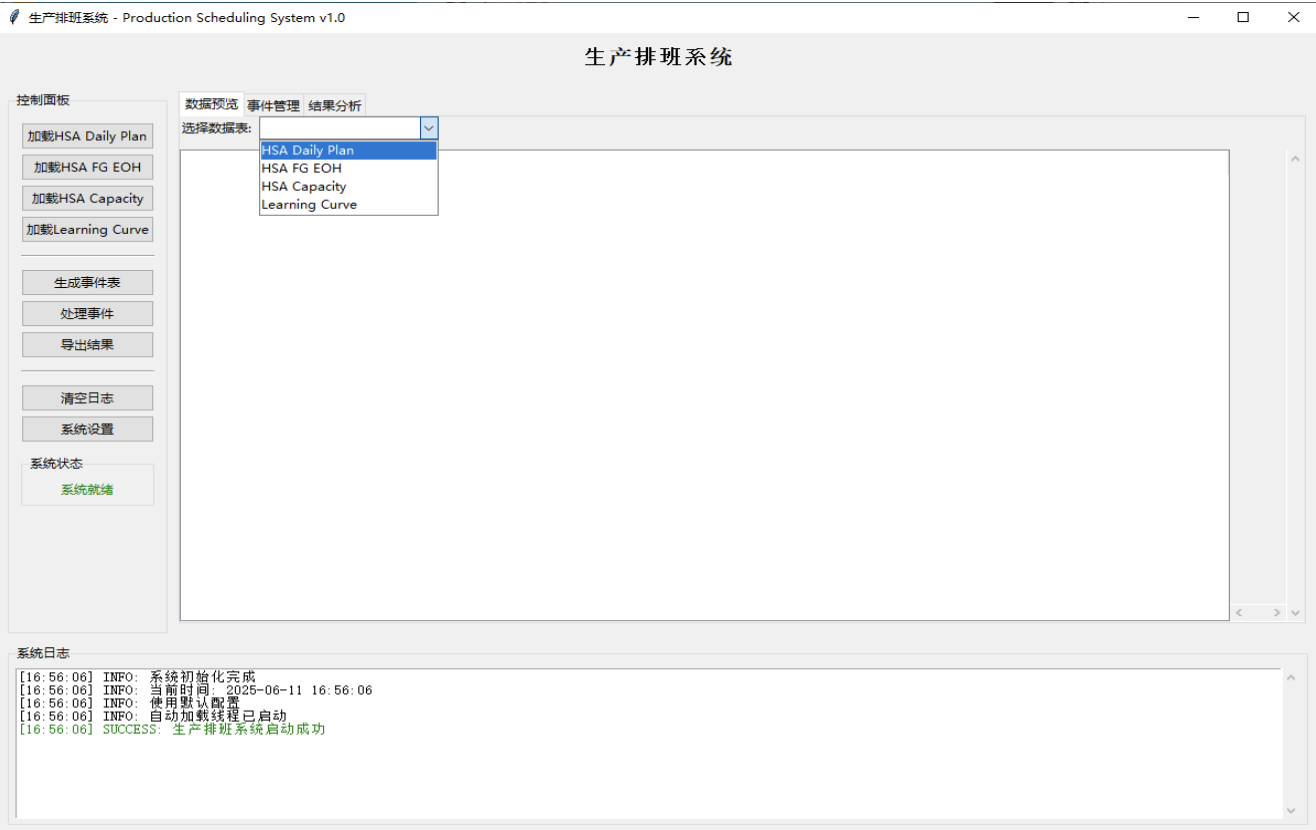 生产排班系统 - Production Scheduling System v1.0
生产排班系统
控制面板
加载HSA Daily Plan
加载HSA FG EOH
加载HSA Capacity
加载Learning Curve
生成事件表
处理事件
导出结果
清空日志
系统设置
系统状态
系统就绪
数据预览 事件管理 结果分析
选择数据表:
HSA Daily Plan
HSA FG EOH
HSA Capacity
Learning Curve
系统日志
[16:56:06] INFO: 系统初始化完成
[16:56:06] INFO: 当前时间: 2025-06-11 16:56:06
[16:56:06] INFO: 使用默认配置
[16:56:06] INFO: 自动加载线程已启动
[16:56:06] SUCCESS: 生产排班系统启动成功